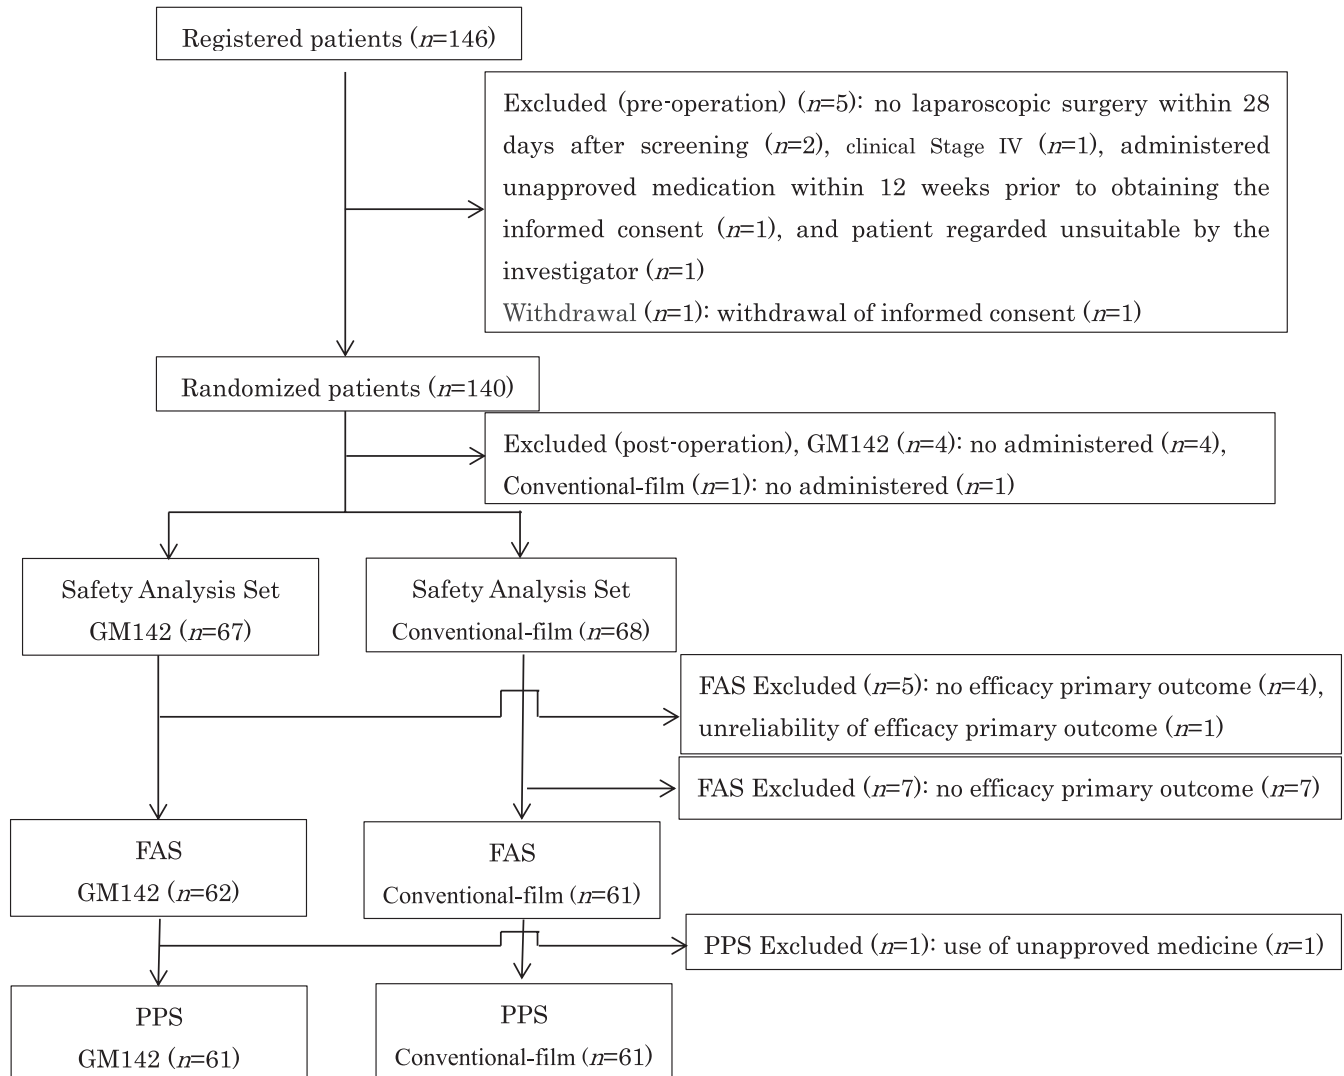 Registered patients (n=146)
Excluded (pre-operation) (n=5): no laparoscopic surgery within 28
days after screening (n=2), clinical Stage IV (n=1), administered
unapproved medication within 12 weeks prior to obtaining the
informed consent (n=1), and patient regarded unsuitable by the
investigator (n=1)
Withdrawal (n=1): withdrawal of informed consent (n=1)
Randomized patients (n=140)
Excluded (post-operation), GM142 (n=4): no administered (n=4),
Conventional-film (n=1): no administered (n=1)
Safety Analysis Set
GM142 (n=67)
Safety Analysis Set
Conventional-film (n=68)
FAS Excluded (n=5): no efficacy primary outcome (n=4),
unreliability of efficacy primary outcome (n=1)
FAS Excluded (n=7): no efficacy primary outcome (n=7)
FAS
GM142 (n=62)
FAS
Conventional-film (n=61)
PPS Excluded (n=1): use of unapproved medicine (n=1)
PPS
GM142 (n=61)
PPS
Conventional-film (n=61)